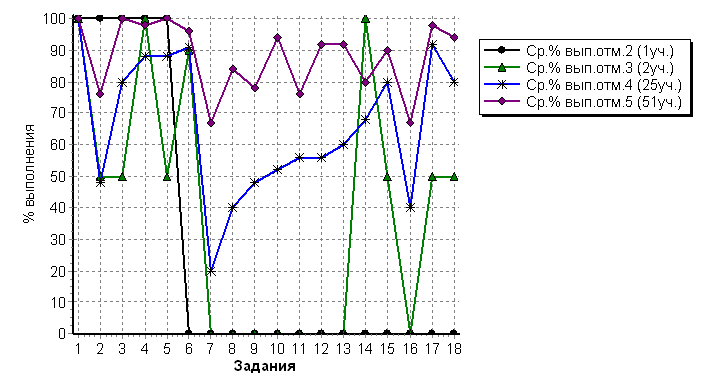 100
90
80
70
60
50
40
30
20
10
0
% выполнения
1 2 3 4 5 6 7 8 9 10 11 12 13 14 15 16 17 18
Задания
Ср.% вып.отм.2 (1уч.)
Ср.% вып.отм.3 (2уч.)
Ср.% вып.отм.4 (25уч.)
Ср.% вып.отм.5 (51уч.)